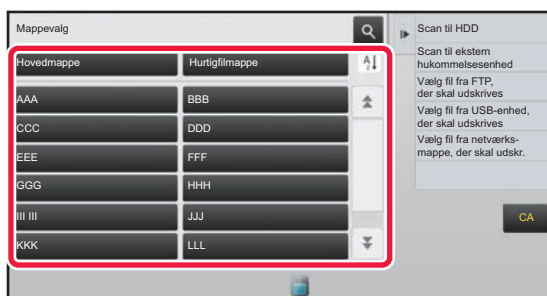 Mappevalg
Hovedmappe
Hurtigfilmappe
AAA
BBB
CCC
DDD
EEE
FFF
GGG
HHH
III III
JJJ
KKK
LLL
Scan til HDD
Scan til ekstern
hukommelsesenhed
Vælg fil fra FTP,
der skal udskrives
Vælg fil fra USB-enhed,
der skal udskrives
Vælg fil fra netværks-
mappe, der skal udskr.
CA